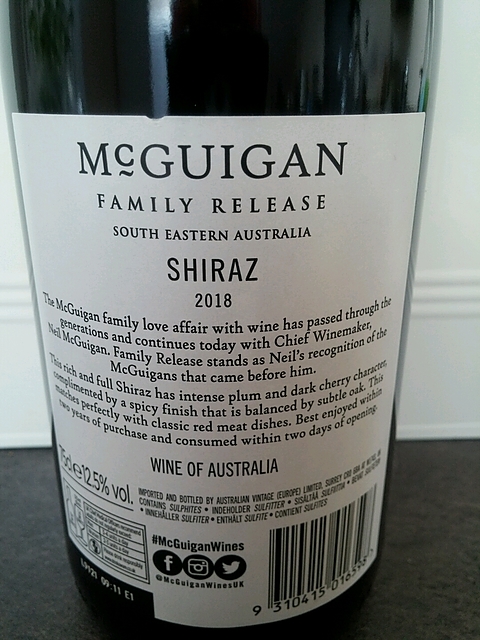 McGUIGAN
FAMILY RELEASE
SOUTH EASTERN AUSTRALIA
SHIRAZ
2018
The McGuigan family love affair with wine has passed through the
generations and continues today with Chief Winemaker,
Neil McGuigan. Family Release stands as Neil's recognition of the
McGuigans that came before him.
This rich and full Shiraz has intense plum and dark cherry character,
complimented by a spicy finish that is balanced by subtle oak. This
matches perfectly with classic red meat dishes. Best enjoyed within
two years of purchase and consumed within two days of opening.
WINE OF AUSTRALIA
75cl e 12.5% vol.
IMPORTED AND BOTTLED BY AUSTRALIAN VINTAGE (EUROPE) LIMITED, SURREY
CONTAINS SULPHITES • INDEHOLDER SULFITTER • SISÄLTÄÄ SULFIITTEJA
• INNEHÅLLER SULFITER • ENTHÄLT SULFITE • CONTIENT SULFITES
#McGuiganWines
@McGuiganWinesUK
L9121 09:11 E1
9 310415